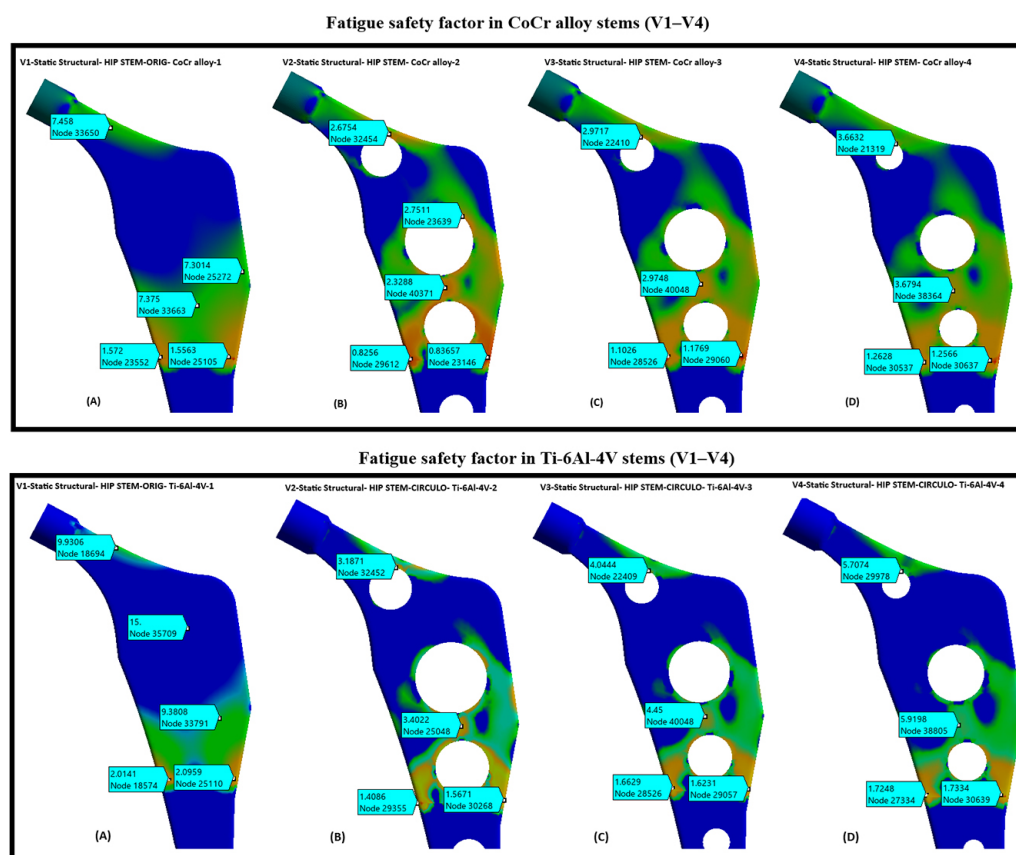 Fatigue safety factor in CoCr alloy stems (V1–V4)
V1-Static Structural- HIP STEM-ORIG- CoCr alloy-1
7.458
Node 33650
7.3014
Node 25272
7.375
Node 33663
1.572
Node 23552
1.5563
Node 25105
(A)
V2-Static Structural- HIP STEM- CoCr alloy-2
2.6754
Node 32454
2.7511
Node 23639
2.3288
Node 40371
0.8256
Node 29612
0.83657
Node 23146
(B)
V3-Static Structural- HIP STEM- CoCr alloy-3
2.9717
Node 22410
2.9748
Node 40048
1.1026
Node 28526
1.1769
Node 29060
(C)
V4-Static Structural- HIP STEM- CoCr alloy-4
3.6632
Node 21319
3.6794
Node 38364
1.2628
Node 30537
1.2566
Node 30637
(D)
Fatigue safety factor in Ti-6Al-4V stems (V1–V4)
V1-Static Structural- HIP STEM-ORIG- Ti-6Al-4V-1
9.9306
Node 18694
15.
Node 35709
9.3808
Node 33791
2.0141
Node 18574
2.0959
Node 25110
(A)
V2-Static Structural- HIP STEM-CIRCULO- Ti-6Al-4V-2
3.1871
Node 32452
3.4022
Node 25048
1.4086
Node 29355
1.5671
Node 30268
(B)
V3-Static Structural- HIP STEM-CIRCULO- Ti-6Al-4V-3
4.0444
Node 22409
4.45
Node 40048
1.6629
Node 28526
1.6231
Node 29057
(C)
V4-Static Structural- HIP STEM-CIRCULO- Ti-6Al-4V-4
5.7074
Node 29978
5.9198
Node 38805
1.7248
Node 27334
1.7334
Node 30639
(D)